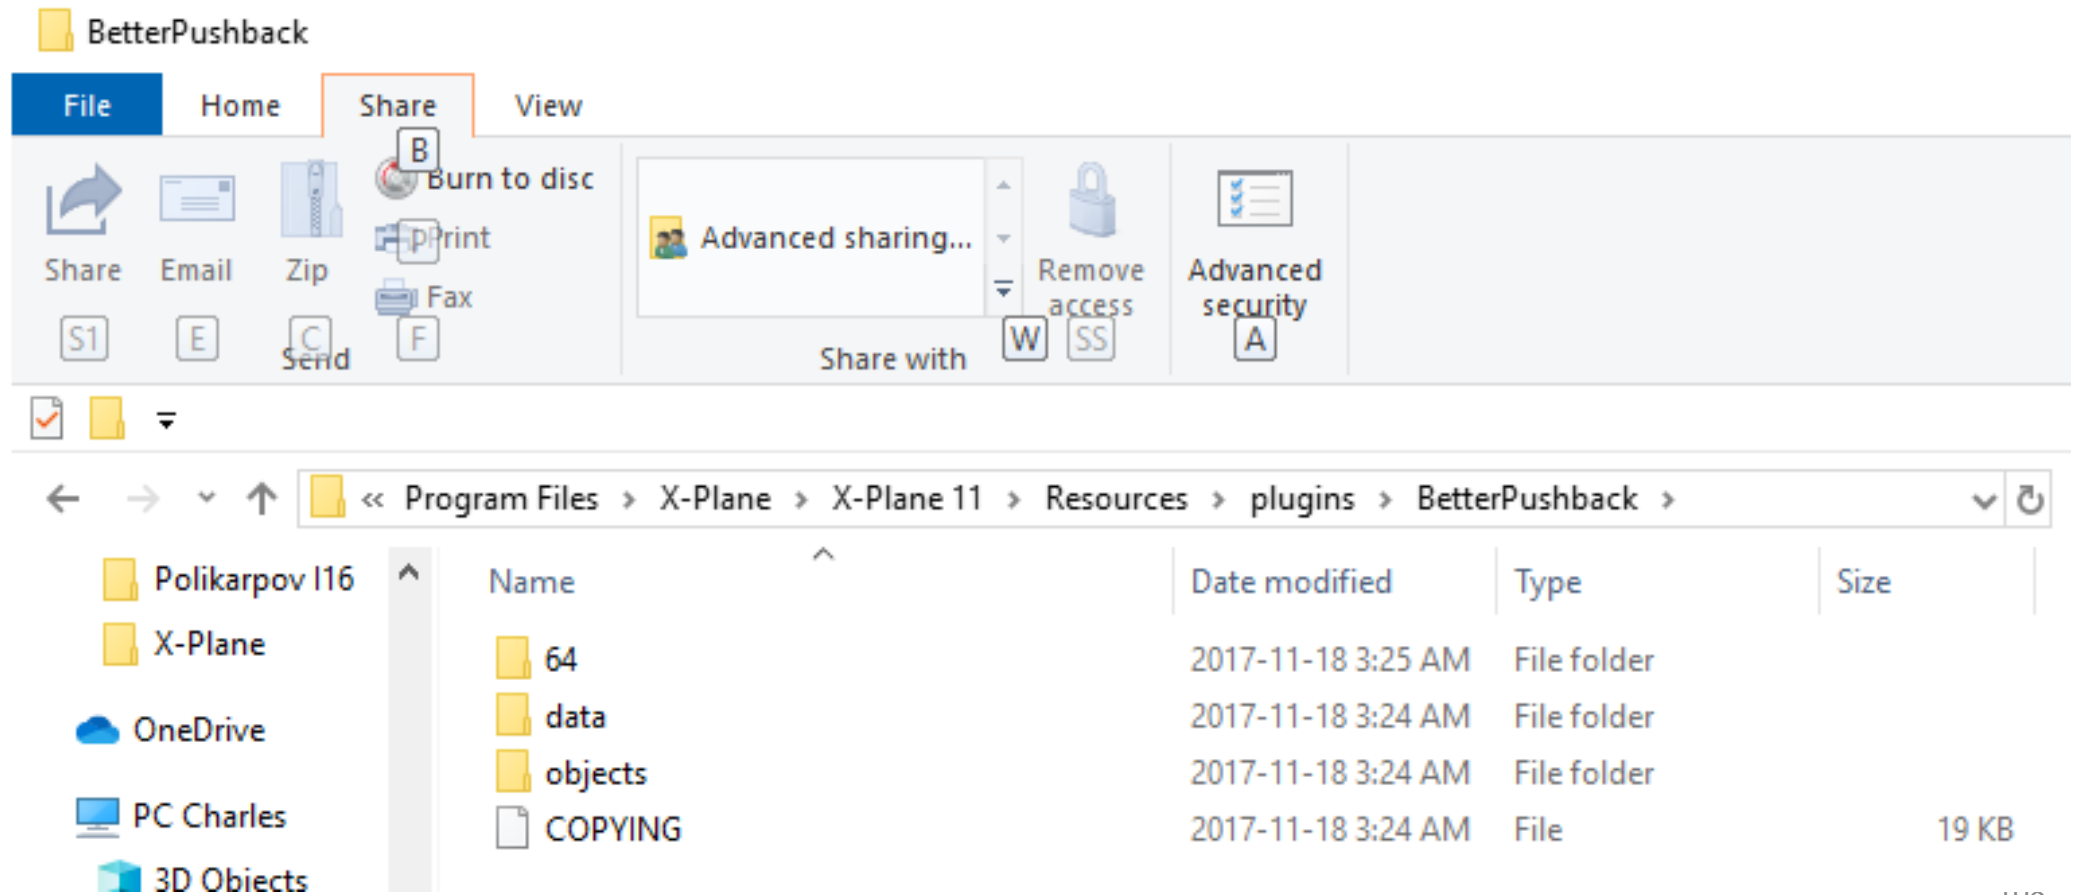 BetterPushback
File Home Share View
B
Burn to disc
P Print
Advanced sharing...
Share Email Zip
Remove access
Advanced security
Fax
S1 E C F W SS A
Send Share with
« Program Files > X-Plane > X-Plane 11 > Resources > plugins > BetterPushback >
Polikarpov I16
X-Plane
OneDrive
PC Charles
3D Objects
Name Date modified Type Size
64 2017-11-18 3:25 AM File folder
data 2017-11-18 3:24 AM File folder
objects 2017-11-18 3:24 AM File folder
COPYING 2017-11-18 3:24 AM File 19 KB